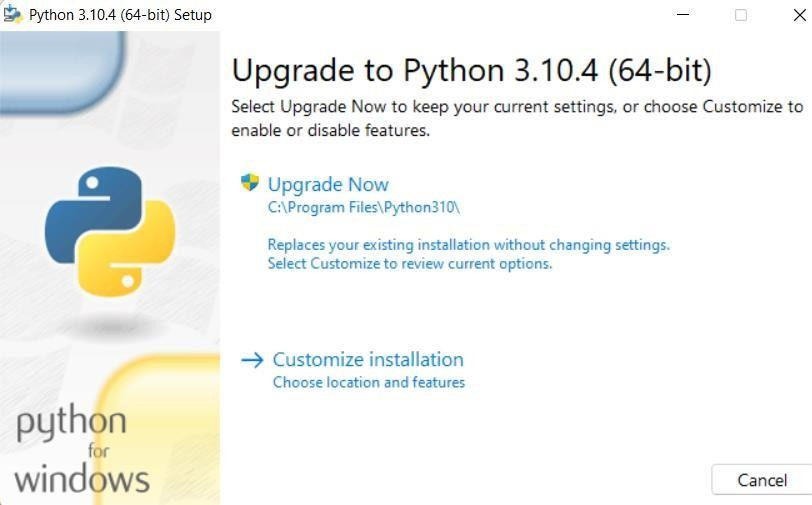 Python 3.10.4 (64-bit) Setup
Upgrade to Python 3.10.4 (64-bit)
Select Upgrade Now to keep your current settings, or choose Customize to
enable or disable features.
Upgrade Now
C:\Program Files\Python310\
Replaces your existing installation without changing settings.
Select Customize to review current options.
Customize installation
Choose location and features
python
for
windows
Cancel